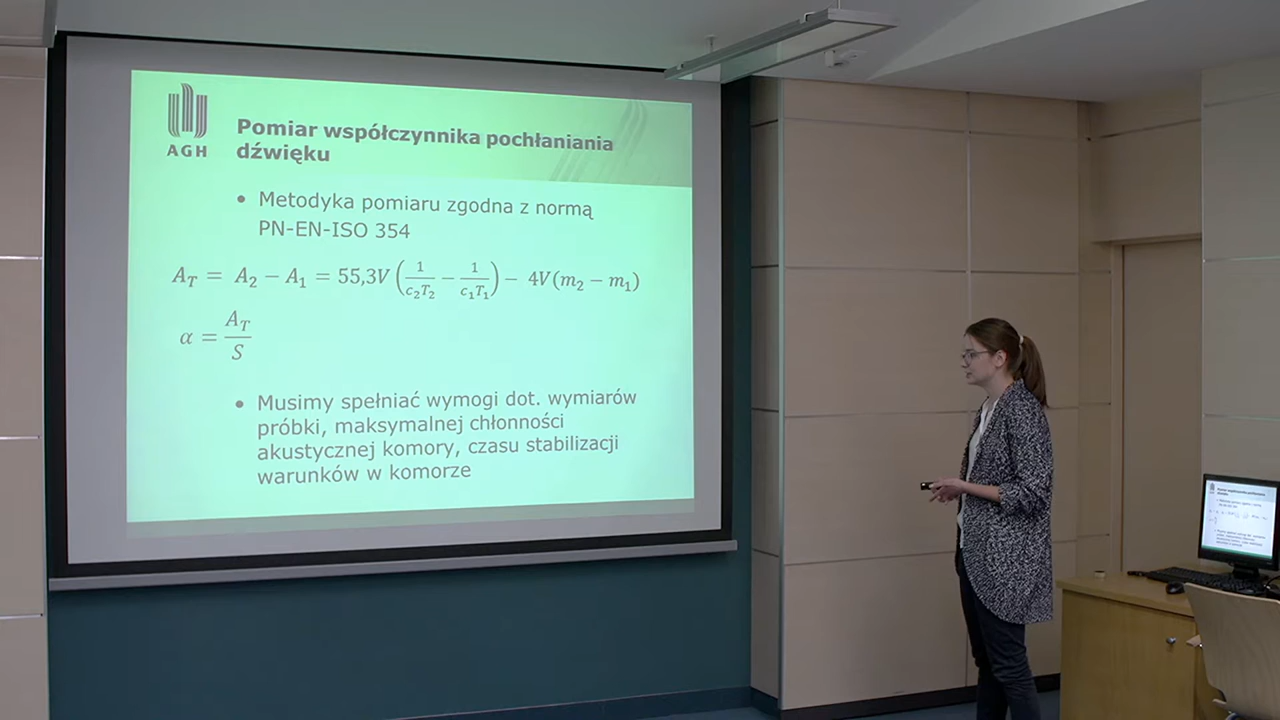 AGH
Pomiar współczynnika pochłaniania
dźwięku
• Metodyka pomiaru zgodna z normą
PN-EN-ISO 354
A_T = A_2 − A_1 = 55,3V (1/(c_2T_2) − 1/(c_1T_1)) − 4V(m_2 − m_1)
α = A_T/S
• Musimy spełniać wymogi dot. wymiarów
próbki, maksymalnej chłonności
akustycznej komory, czasu stabilizacji
warunków w komorze